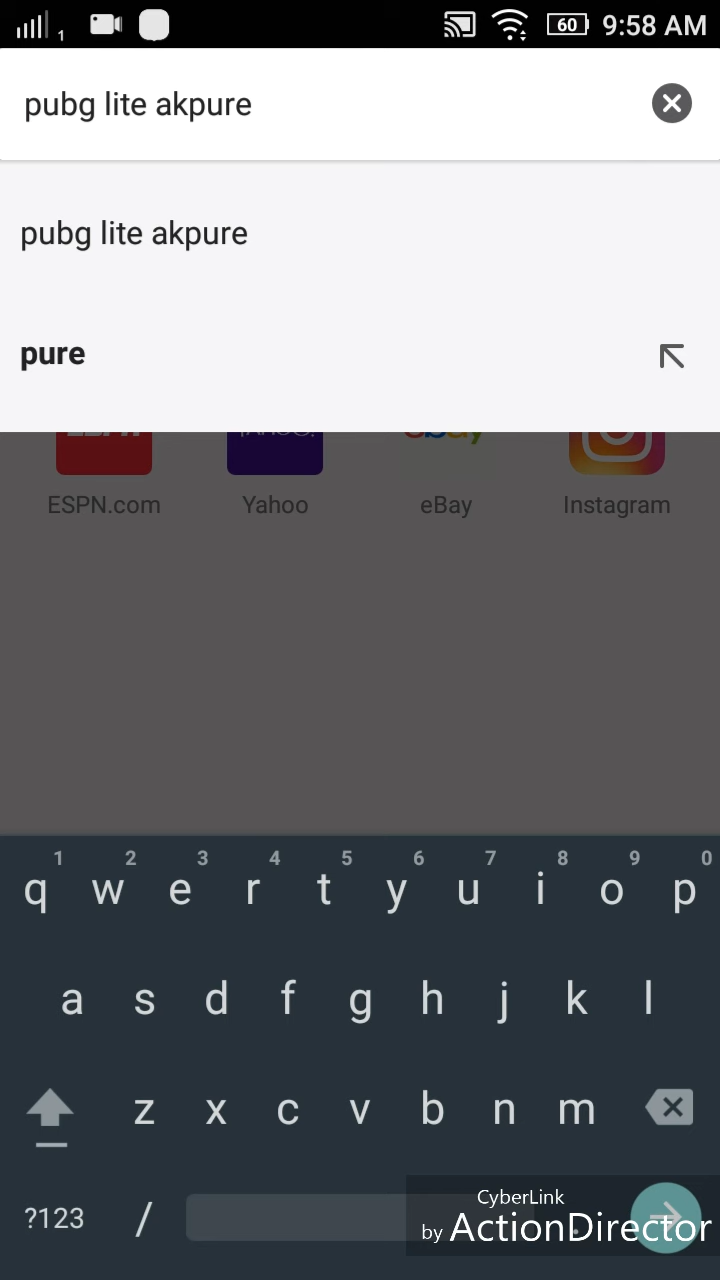 1 60 9:58 AM
pubg lite akpure
pubg lite akpure
pure
ebay
ESPN.com Yahoo eBay Instagram
1 2 3 4 5 6 7 8 9 0
q w e r t y u i o p
a s d f g h j k l
z x c v b n m
?123 / .
CyberLink
by ActionDirector